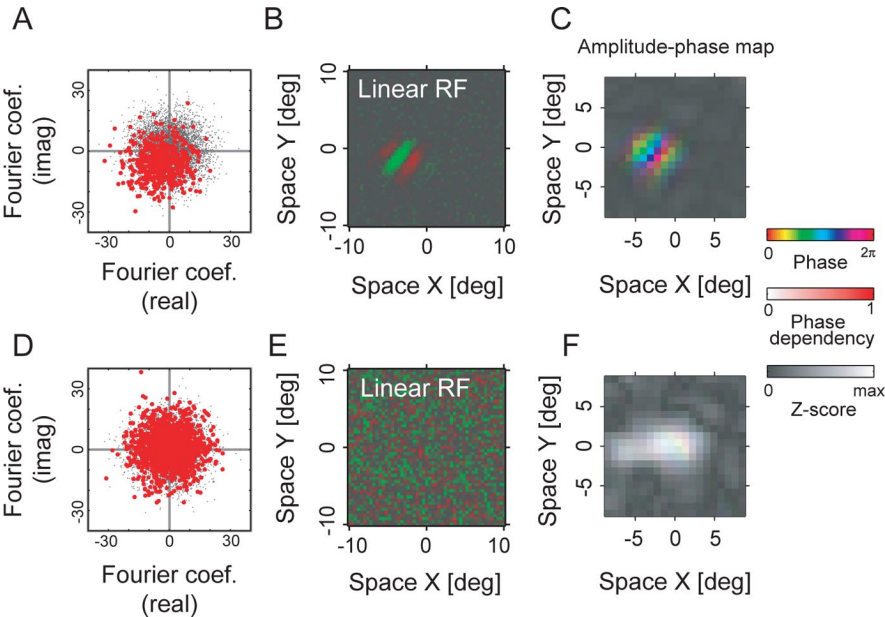 A
B
C
Amplitude-phase map
Fourier coef.
(imag)
30
0
-30
-30
0
30
Fourier coef.
(real)
Space Y [deg]
10
0
-10
Linear RF
-10
0
10
Space X [deg]
Space Y [deg]
5
0
-5
-5
0
5
Space X [deg]
0
2π
Phase
0
1
Phase
dependency
0
max
Z-score
D
E
F
Fourier coef.
(imag)
30
0
-30
-30
0
30
Fourier coef.
(real)
Space Y [deg]
10
0
-10
Linear RF
-10
0
10
Space X [deg]
Space Y [deg]
5
0
-5
-5
0
5
Space X [deg]